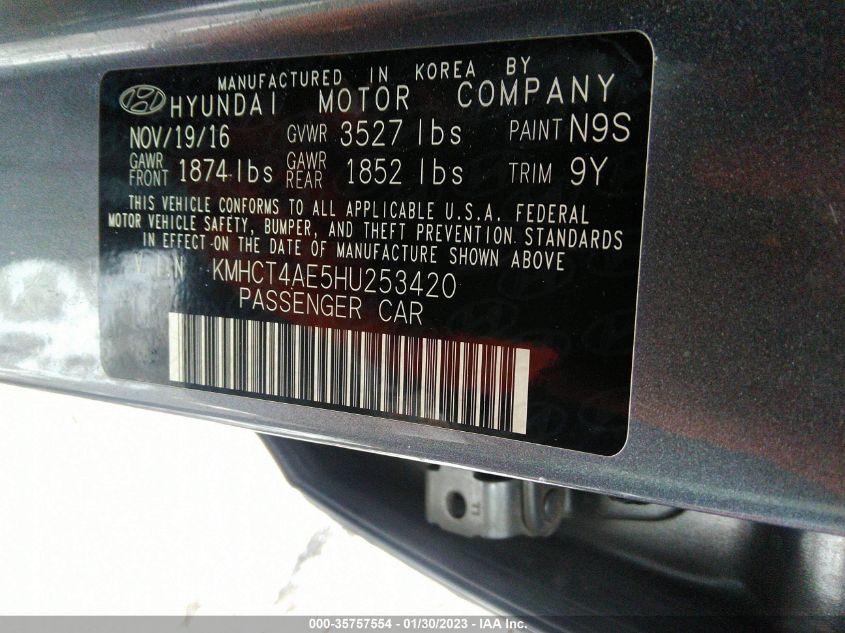 MANUFACTURED IN KOREA BY
HYUNDAI MOTOR COMPANY
NOV/19/16 GVWR 3527 lbs PAINT N9S
GAWR FRONT 1874 lbs GAWR REAR 1852 lbs TRIM 9Y
THIS VEHICLE CONFORMS TO ALL APPLICABLE U.S.A. FEDERAL
MOTOR VEHICLE SAFETY, BUMPER, AND THEFT PREVENTION STANDARDS
IN EFFECT ON THE DATE OF MANUFACTURE SHOWN ABOVE
V.I.N KMHCT4AE5HU253420
PASSENGER CAR
000-35757554 - 01/30/2023 - IAA Inc.